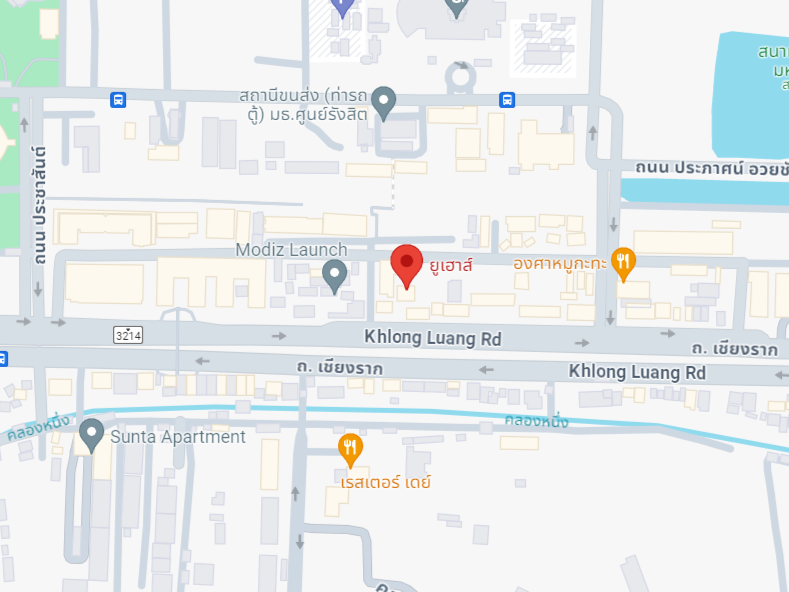 สถานีขนส่ง (ท่ารถ
ตู้) มธ.ศูนย์รังสิต
ถนน ประชาสันติ์
ถนน ประภาศน์ อวยชั
Modiz Launch
ยูเฮาส์
องศาหมูกะทะ
3214
Khlong Luang Rd
ถ. เชียงราก
ถ. เชียงราก
Khlong Luang Rd
คลองหนึ่ง
คลองหนึ่ง
Sunta Apartment
เรสเตอร์ เดย์